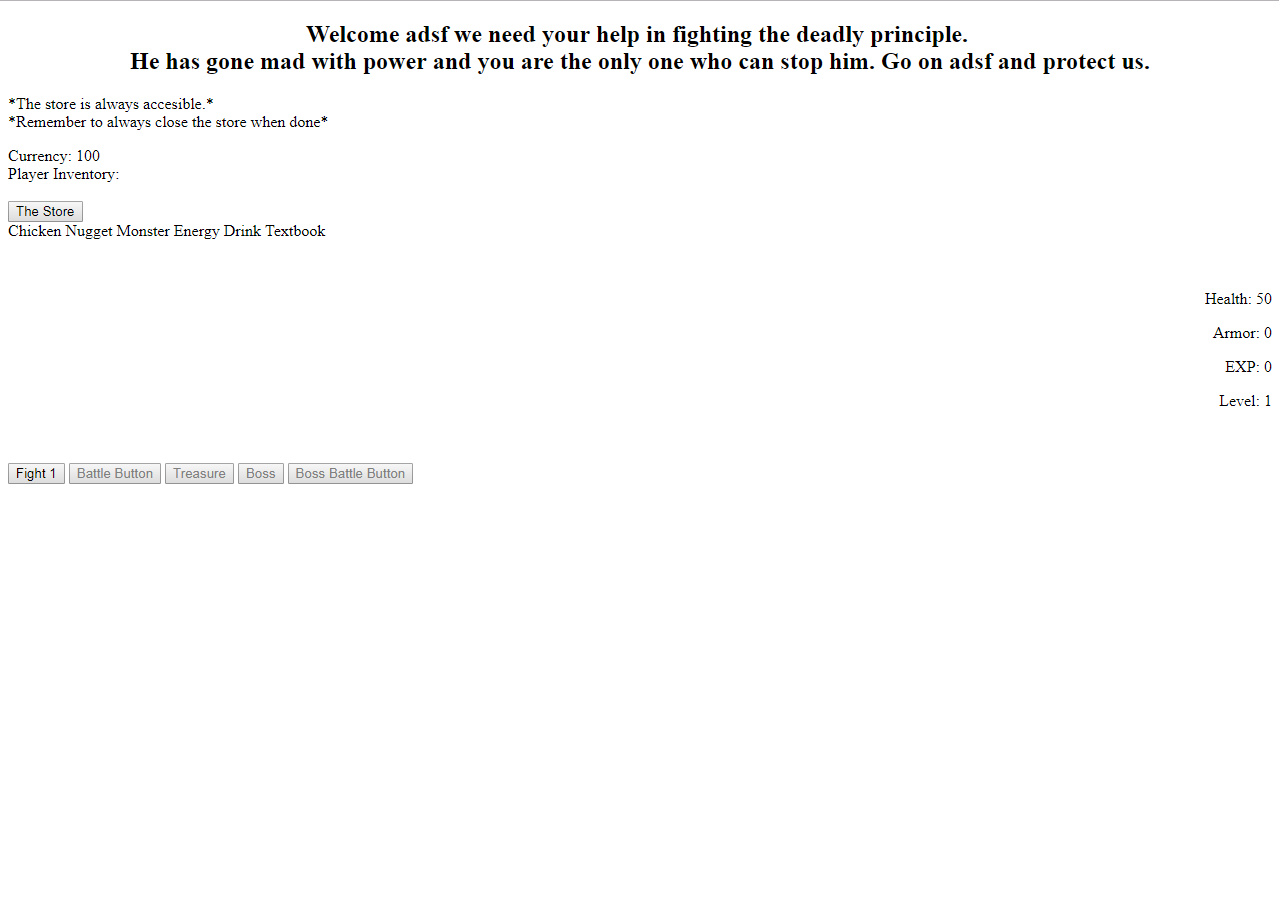 Welcome adsf we need your help in fighting the deadly principle.
He has gone mad with power and you are the only one who can stop him. Go on adsf and protect us.
*The store is always accesible.*
*Remember to always close the store when done*
Currency: 100
Player Inventory:
The Store
Chicken Nugget Monster Energy Drink Textbook
Health: 50
Armor: 0
EXP: 0
Level: 1
Fight 1 Battle Button Treasure Boss Boss Battle Button